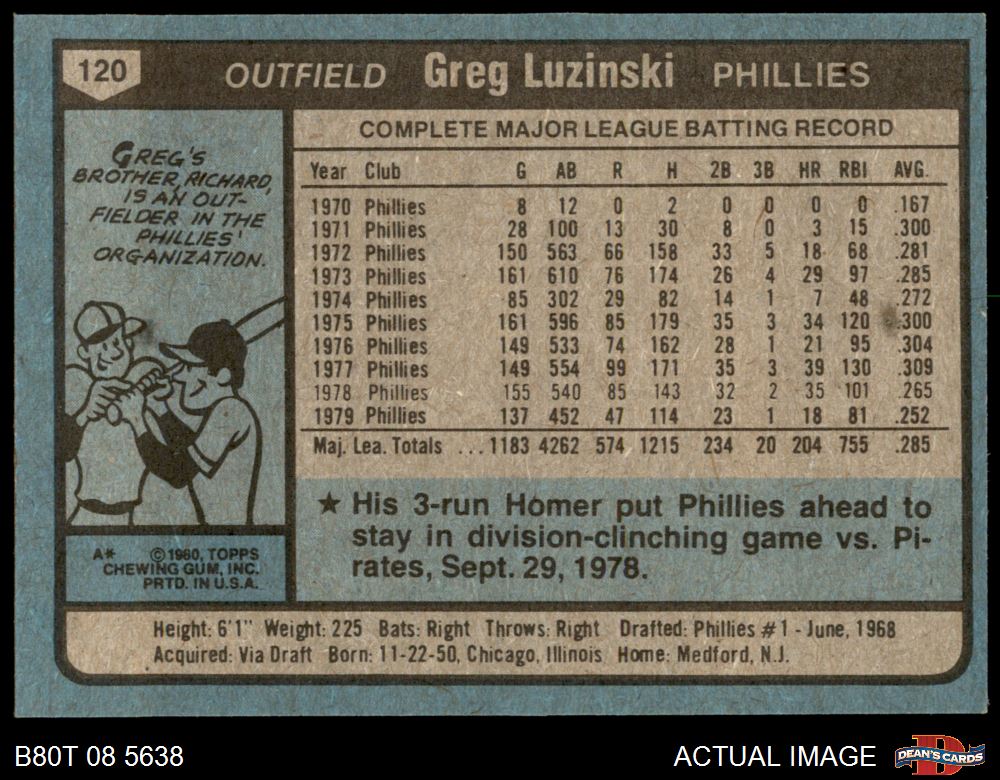 120 OUTFIELD Greg Luzinski PHILLIES
GREG'S
BROTHER, RICHARD,
IS AN OUT-
FIELDER IN THE
PHILLIES'
ORGANIZATION.
A* ©1980, TOPPS
CHEWING GUM, INC.
PRTD. IN U.S.A.
COMPLETE MAJOR LEAGUE BATTING RECORD
Year Club G AB R H 2B 3B HR RBI AVG.
1970 Phillies 8 12 0 2 0 0 0 0 .167
1971 Phillies 28 100 13 30 8 0 3 15 .300
1972 Phillies 150 563 66 158 33 5 18 68 .281
1973 Phillies 161 610 76 174 26 4 29 97 .285
1974 Phillies 85 302 29 82 14 1 7 48 .272
1975 Phillies 161 596 85 179 35 3 34 120 .300
1976 Phillies 149 533 74 162 28 1 21 95 .304
1977 Phillies 149 554 99 171 35 3 39 130 .309
1978 Phillies 155 540 85 143 32 2 35 101 .265
1979 Phillies 137 452 47 114 23 1 18 81 .252
Maj. Lea. Totals ...1183 4262 574 1215 234 20 204 755 .285
★ His 3-run Homer put Phillies ahead to
stay in division-clinching game vs. Pi-
rates, Sept. 29, 1978.
Height: 6'1" Weight: 225 Bats: Right Throws: Right Drafted: Phillies #1 - June, 1968
Acquired: Via Draft Born: 11-22-50, Chicago, Illinois Home: Medford, N.J.
B80T 08 5638 ACTUAL IMAGE DEAN'S CARDS